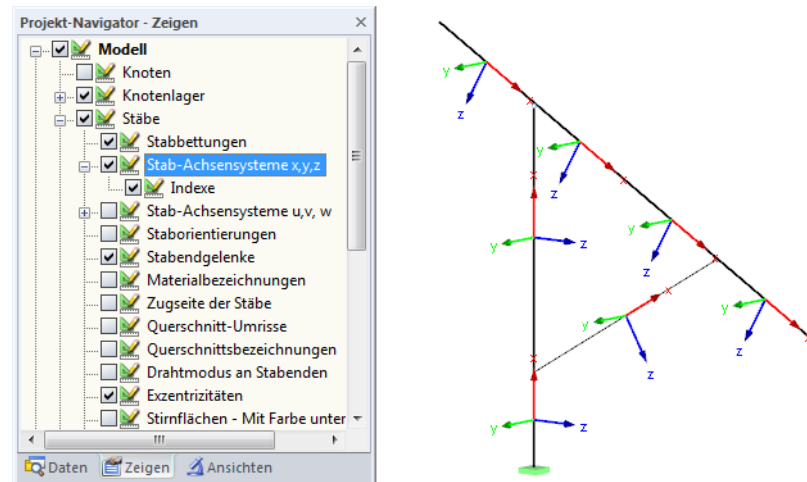 Projekt-Navigator - Zeigen
Modell
Knoten
Knotenlager
Stäbe
Stabbettungen
Stab-Achsensysteme x,y,z
Indexe
Stab-Achsensysteme u,v, w
Staborientierungen
Stabendgelenke
Materialbezeichnungen
Zugseite der Stäbe
Querschnitt-Umrisse
Querschnittsbezeichnungen
Drahtmodus an Stabenden
Exzentrizitäten
Stirnflächen - Mit Farbe unter
Daten Zeigen Ansichten
y
x
z
y
x
z
x
y
z
y
x
z
x
y
z
y
x
z
x
y
z